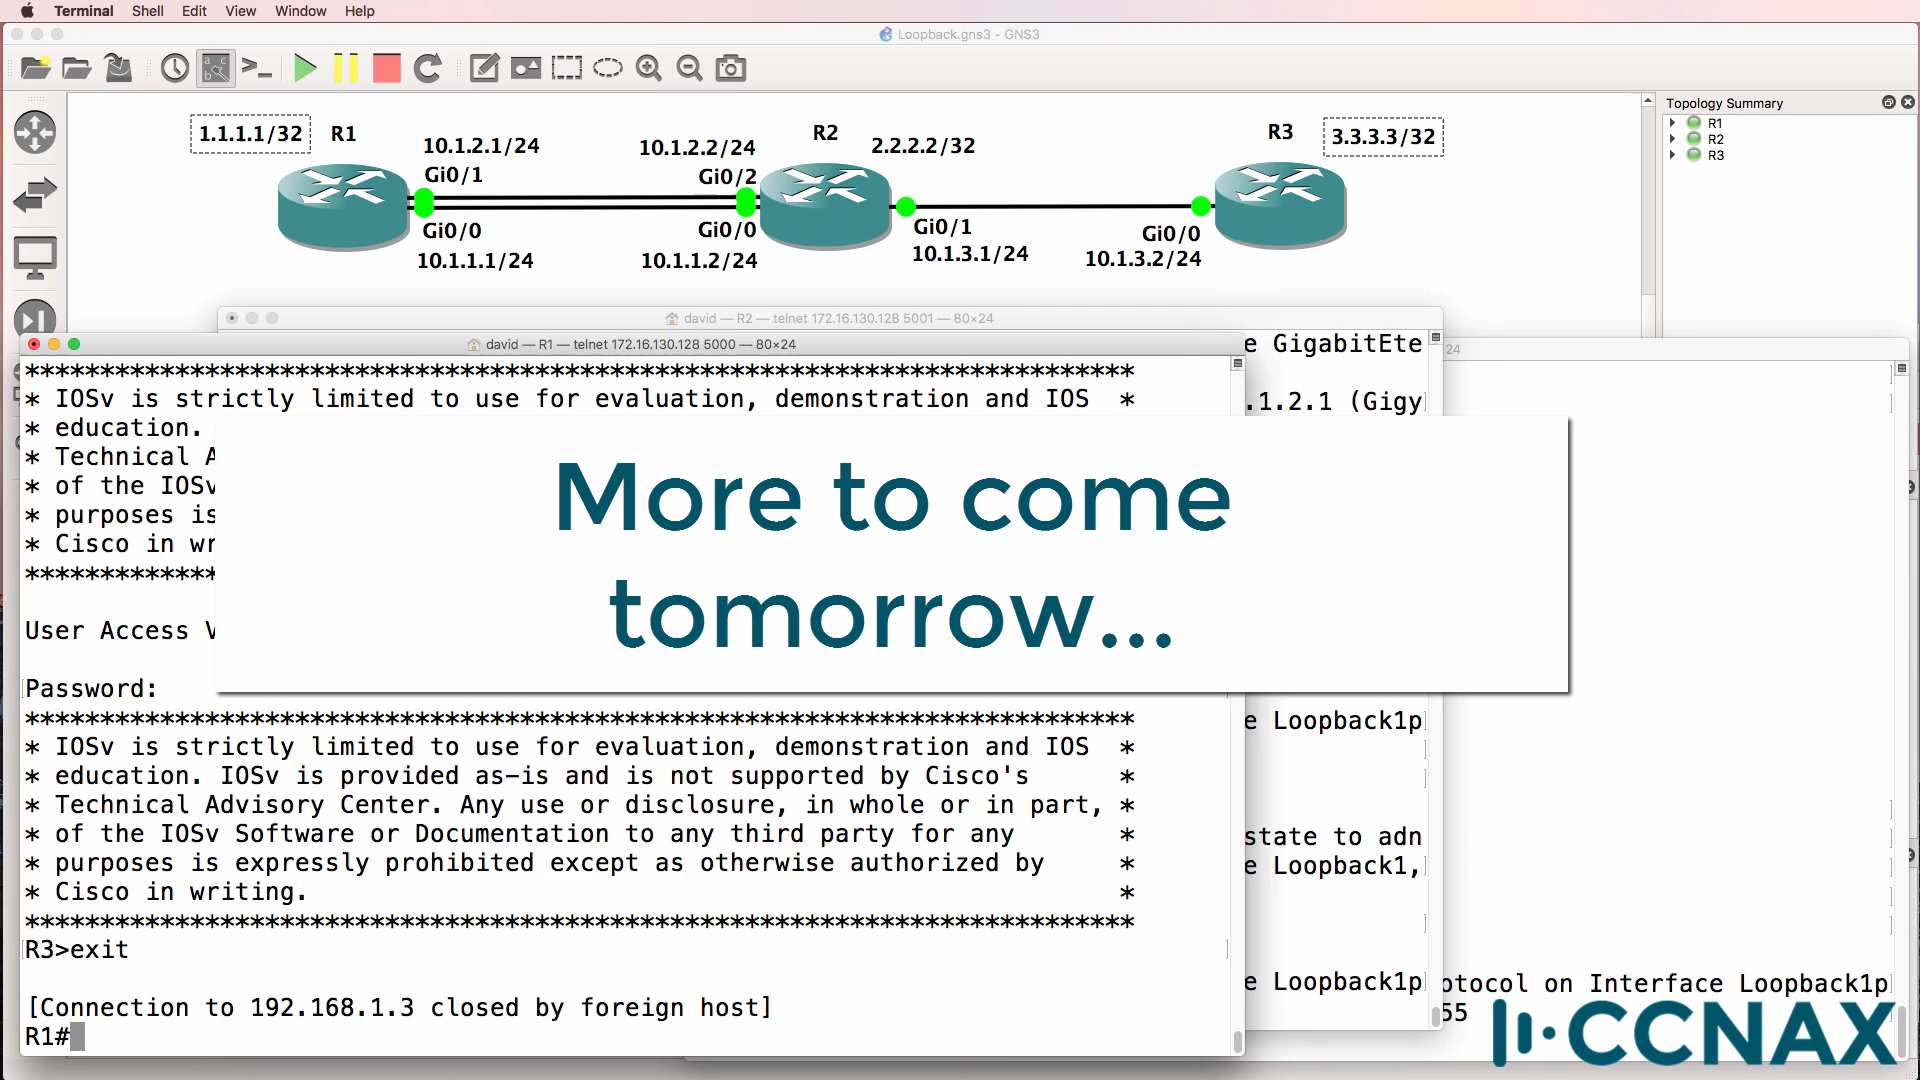 Terminal Shell Edit View Window Help
Loopback.gns3 - GNS3
Topology Summary
R1
R2
R3
1.1.1.1/32 R1
10.1.2.1/24
Gi0/1
Gi0/0
10.1.1.1/24
10.1.2.2/24
Gi0/2
R2
2.2.2.2/32
Gi0/0
10.1.1.2/24
Gi0/1
10.1.3.1/24
R3
3.3.3.3/32
Gi0/0
10.1.3.2/24
david — R2 — telnet 172.16.130.128 5001 — 80×24
david — R1 — telnet 172.16.130.128 5000 — 80×24
24
**************************************************************************
* IOSv is strictly limited to use for evaluation, demonstration and IOS  *
* education.
* Technical A
* of the IOSv
* purposes is
* Cisco in wr
*************
User Access V
Password:
**************************************************************************
* IOSv is strictly limited to use for evaluation, demonstration and IOS  *
* education. IOSv is provided as-is and is not supported by Cisco's      *
* Technical Advisory Center. Any use or disclosure, in whole or in part, *
* of the IOSv Software or Documentation to any third party for any       *
* purposes is expressly prohibited except as otherwise authorized by     *
* Cisco in writing.                                                      *
**************************************************************************
R3>exit
[Connection to 192.168.1.3 closed by foreign host]
R1#
e GigabitEte
.1.2.1 (Gigy
e Loopback1p
state to adn
e Loopback1,
e Loopback1p
otocol on Interface Loopback1p
55
More to come
tomorrow...
CCNAX